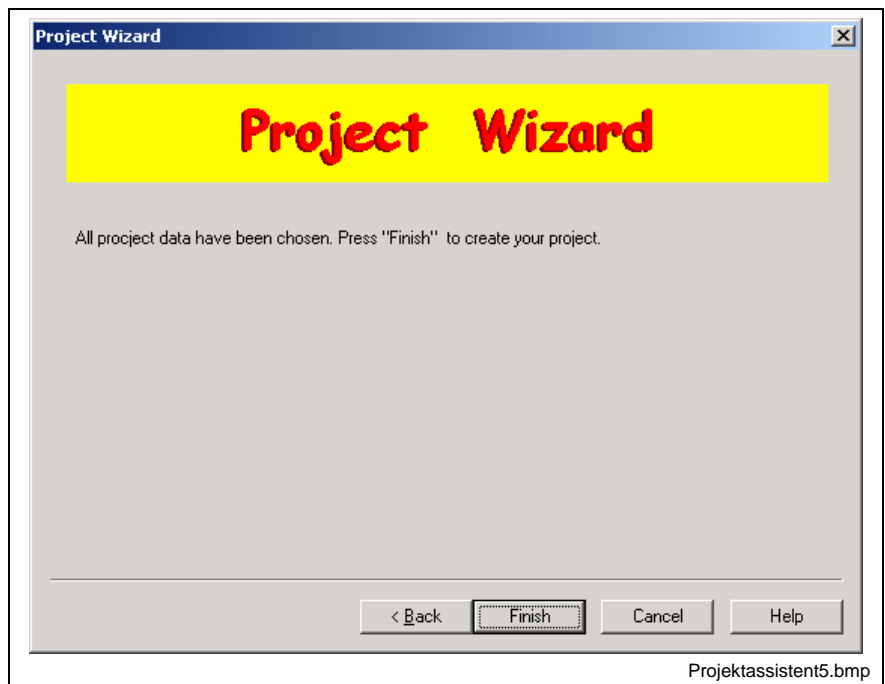 Project Wizard
Project Wizard
All procject data have been chosen. Press "Finish" to create your project.
< Back Finish Cancel Help
Projektassistent5.bmp